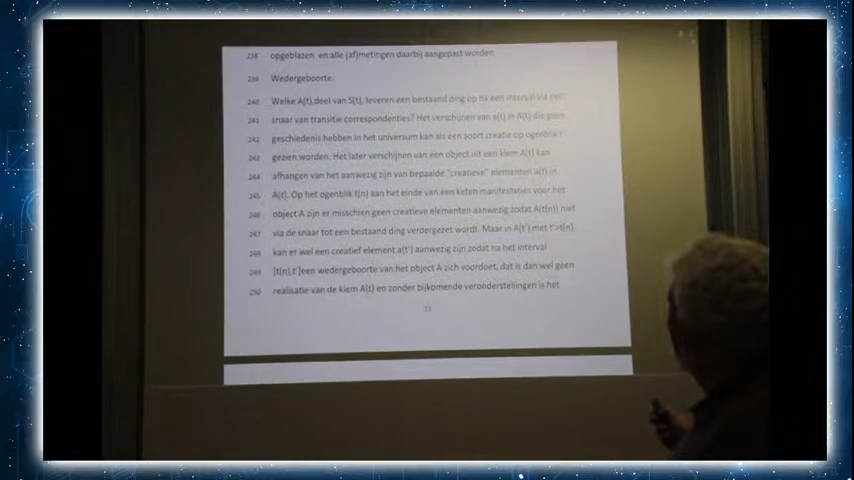 238 opgeblazen en alle (af)metingen daarbij aangepast worden.
239 Wedergeboorte.
240 Welke A(t),deel van S(t), leveren een bestaand ding op na een interval via een
241 snaar van transitie correspondenties? Het verschijnen van a(t) in A(t) die geen
242 geschiedenis hebben in het universum kan als een soort creatie op ogenblik t
243 gezien worden. Het later verschijnen van een object uit een kiem A(t) kan
244 afhangen van het aanwezig zijn van bepaalde "creatieve" elementen a(t) in
245 A(t). Op het ogenblik t[n] aan het einde van een keten manifestaties voor het
246 object A zijn er misschien geen creatieve elementen aanwezig zodat A(t[n]) niet
247 via de snaar tot een bestaand ding verdergezet wordt. Maar in A(t') met t'>t[n]
248 kan er wel een creatief element a(t') aanwezig zijn zodat na het interval
249 [t[n],t']een wedergeboorte van het object A zich voordoet, dat is dan wel geen
250 realisatie van de kiem A(t) en zonder bijkomende veronderstellingen is het
11